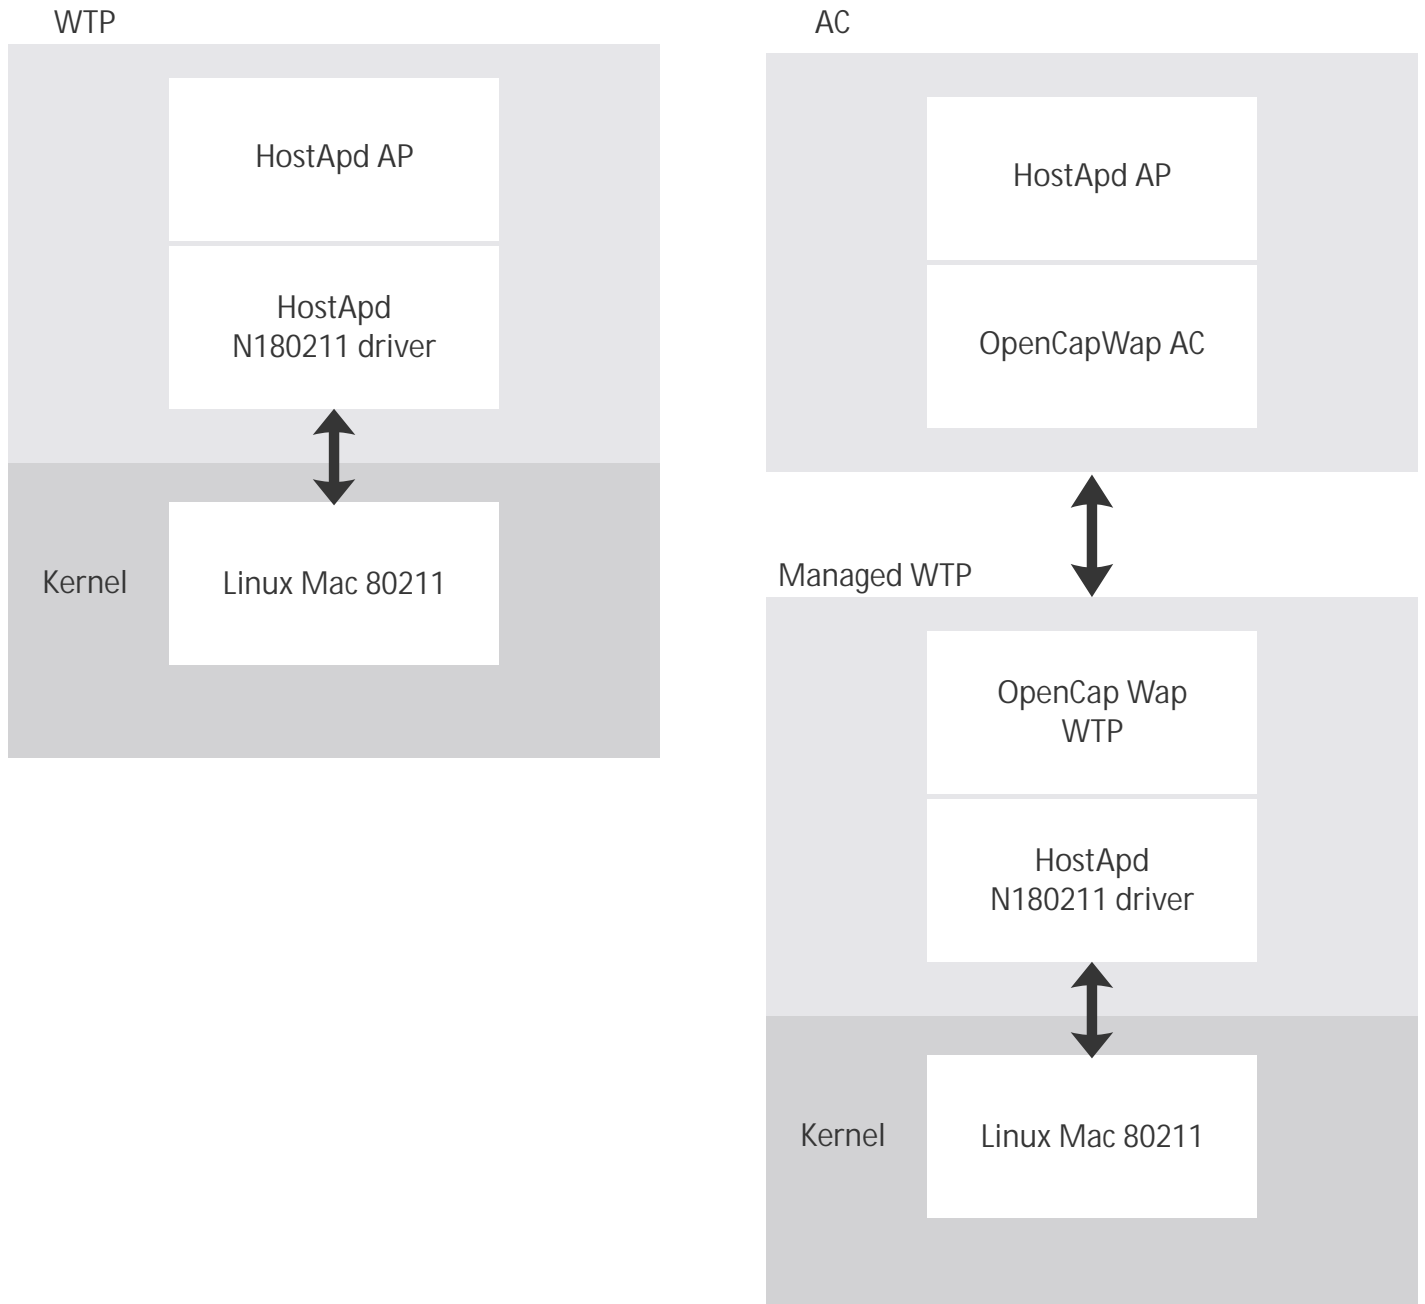 WTP
HostApd AP
HostApd
N180211 driver
Kernel
Linux Mac 80211
AC
HostApd AP
OpenCapWap AC
Managed WTP
OpenCap Wap
WTP
HostApd
N180211 driver
Kernel
Linux Mac 80211